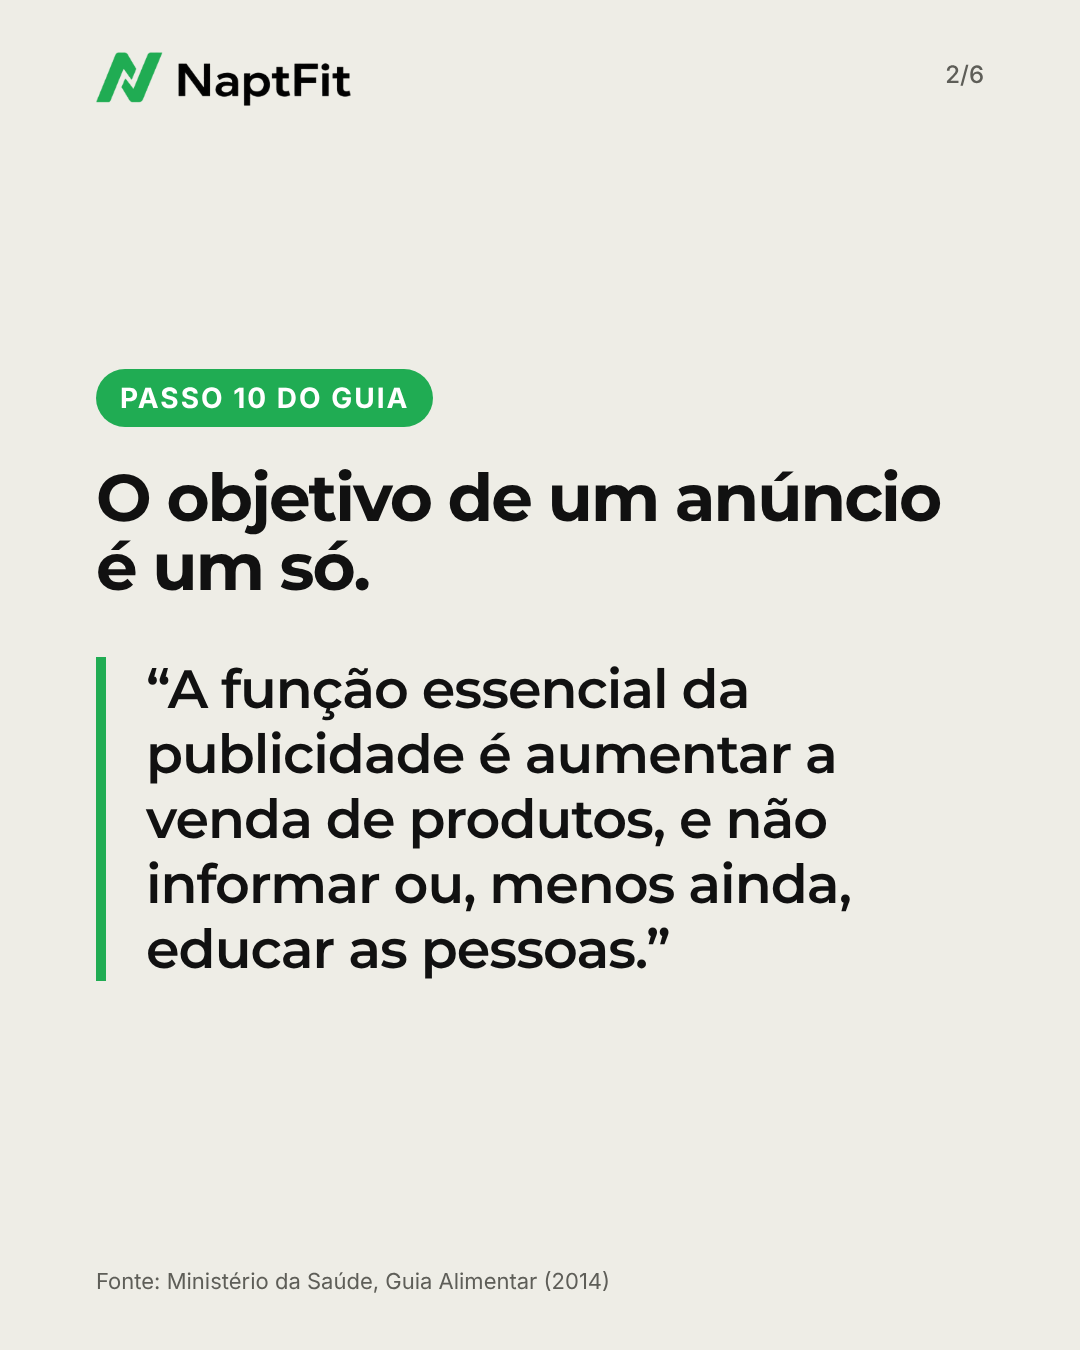 NaptFit
2/6
PASSO 10 DO GUIA
O objetivo de um anúncio
é um só.
“A função essencial da
publicidade é aumentar a
venda de produtos, e não
informar ou, menos ainda,
educar as pessoas.”
Fonte: Ministério da Saúde, Guia Alimentar (2014)